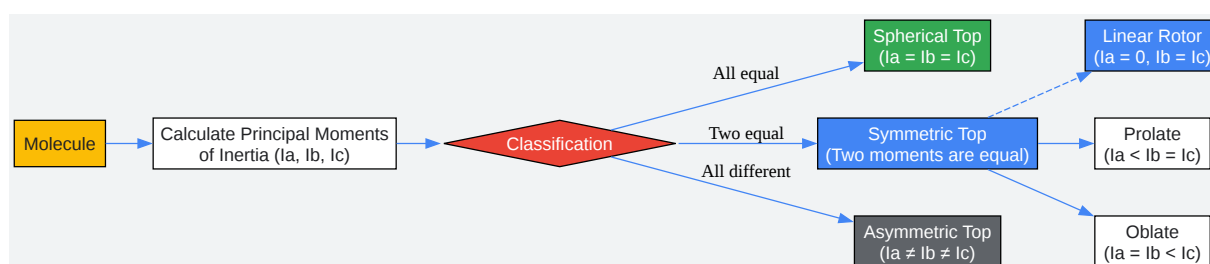 Molecule
Calculate Principal Moments
of Inertia (Ia, Ib, Ic)
Classification
All equal
Two equal
All different
Spherical Top
(Ia = Ib = Ic)
Symmetric Top
(Two moments are equal)
Asymmetric Top
(Ia ≠ Ib ≠ Ic)
Linear Rotor
(Ia = 0, Ib = Ic)
Prolate
(Ia < Ib = Ic)
Oblate
(Ia = Ib < Ic)